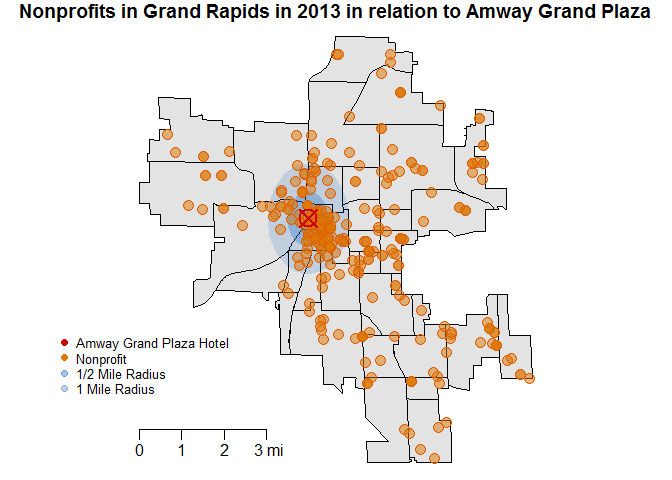 Nonprofits in Grand Rapids in 2013 in relation to Amway Grand Plaza
Amway Grand Plaza Hotel
Nonprofit
1/2 Mile Radius
1 Mile Radius
0 1 2 3 mi